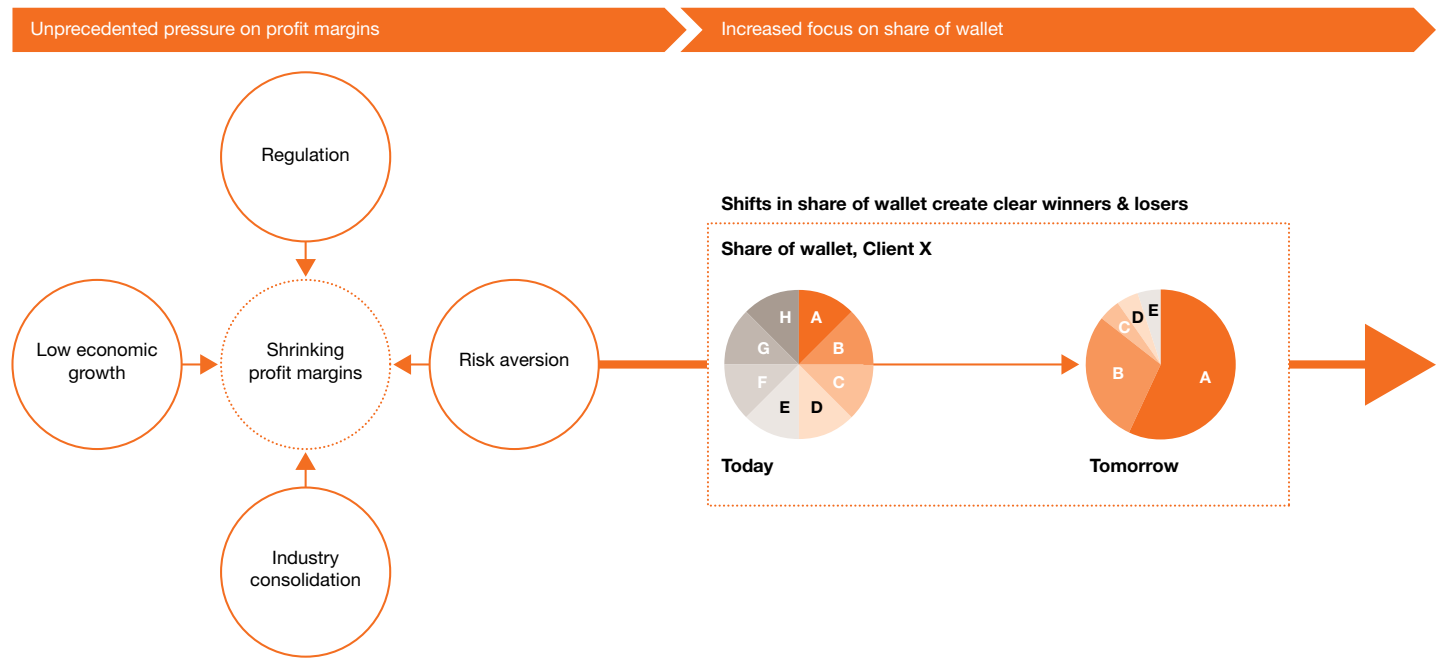 Unprecedented pressure on profit margins
Increased focus on share of wallet
Regulation
Low economic
growth
Shrinking
profit margins
Risk aversion
Industry
consolidation
Shifts in share of wallet create clear winners & losers
Share of wallet, Client X
A
B
C
D
E
F
G
H
Today
A
B
C
D
E
Tomorrow